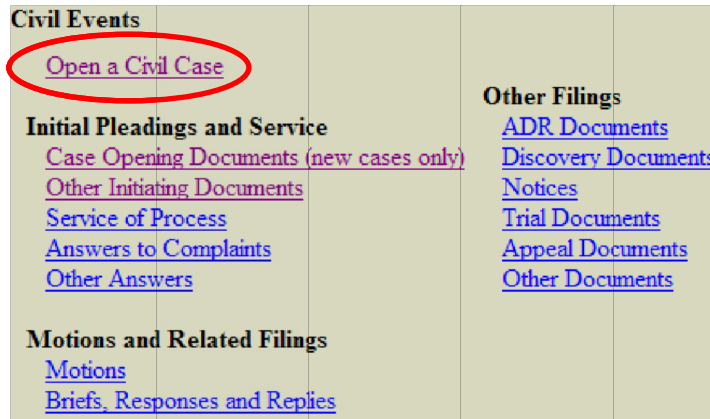 Civil Events
Open a Civil Case
Initial Pleadings and Service
Case Opening Documents (new cases only)
Other Initiating Documents
Service of Process
Answers to Complaints
Other Answers
Motions and Related Filings
Motions
Briefs, Responses and Replies
Other Filings
ADR Documents
Discovery Documents
Notices
Trial Documents
Appeal Documents
Other Documents